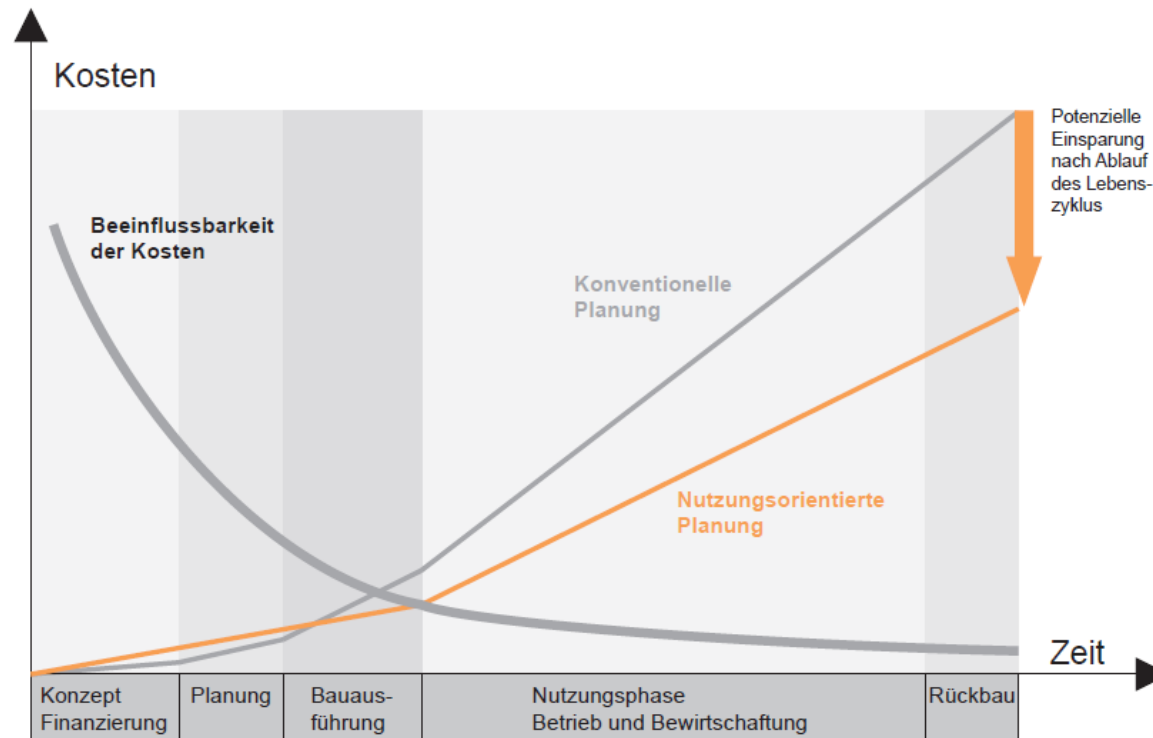 Kosten
Potenzielle
Einsparung
nach Ablauf
des Lebens-
zyklus
Beeinflussbarkeit
der Kosten
Konventionelle
Planung
Nutzungsorientierte
Planung
Zeit
Konzept
Finanzierung
Planung
Bauaus-
führung
Nutzungsphase
Betrieb und Bewirtschaftung
Rückbau